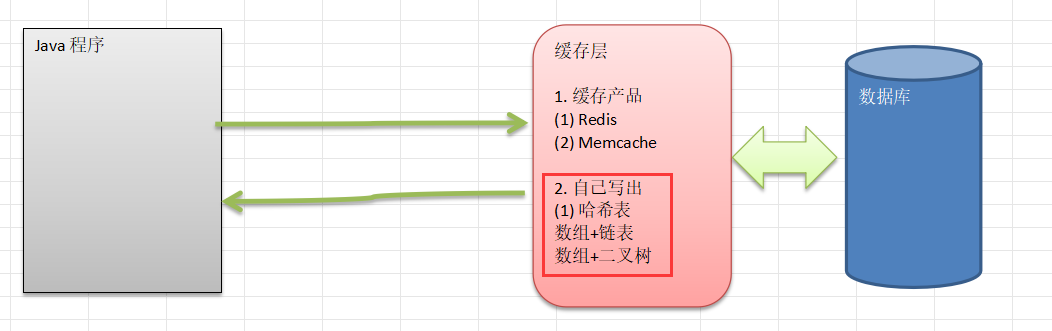 Java 程序
缓存层
1. 缓存产品
(1) Redis
(2) Memcache
2. 自己写出
(1) 哈希表
数组+链表
数组+二叉树
数据库